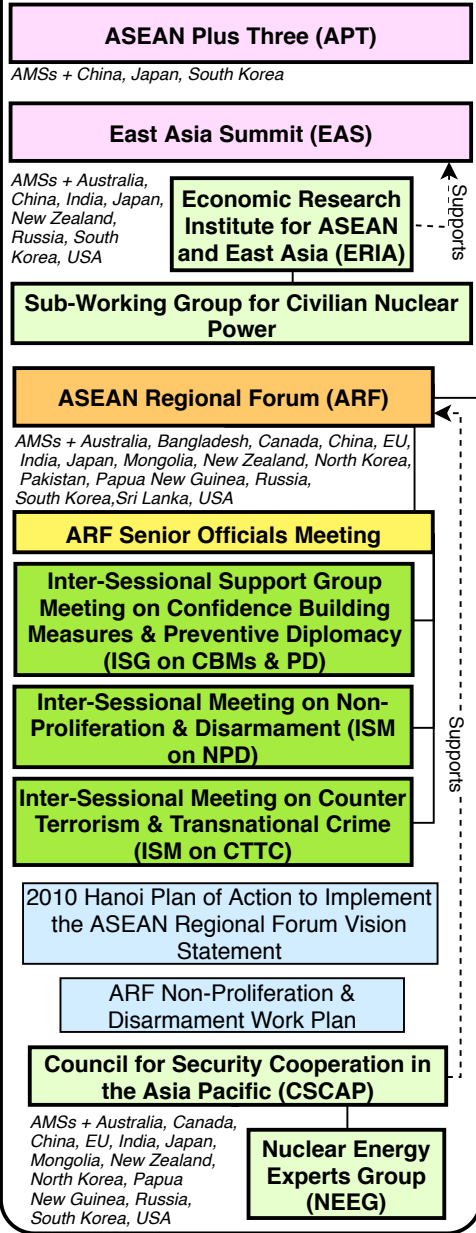 ASEAN Plus Three (APT)
AMSs + China, Japan, South Korea
East Asia Summit (EAS)
AMSs + Australia,
China, India, Japan,
New Zealand,
Russia, South
Korea, USA
Economic Research
Institute for ASEAN
and East Asia (ERIA)
Supports
Sub-Working Group for Civilian Nuclear
Power
ASEAN Regional Forum (ARF)
AMSs + Australia, Bangladesh, Canada, China, EU,
India, Japan, Mongolia, New Zealand, North Korea,
Pakistan, Papua New Guinea, Russia,
South Korea,Sri Lanka, USA
ARF Senior Officials Meeting
Inter-Sessional Support Group
Meeting on Confidence Building
Measures & Preventive Diplomacy
(ISG on CBMs & PD)
Inter-Sessional Meeting on Non-
Proliferation & Disarmament (ISM
on NPD)
Supports
Inter-Sessional Meeting on Counter
Terrorism & Transnational Crime
(ISM on CTTC)
2010 Hanoi Plan of Action to Implement
the ASEAN Regional Forum Vision
Statement
ARF Non-Proliferation &
Disarmament Work Plan
Council for Security Cooperation in
the Asia Pacific (CSCAP)
AMSs + Australia, Canada,
China, EU, India, Japan,
Mongolia, New Zealand,
North Korea, Papua
New Guinea, Russia,
South Korea, USA
Nuclear Energy
Experts Group
(NEEG)